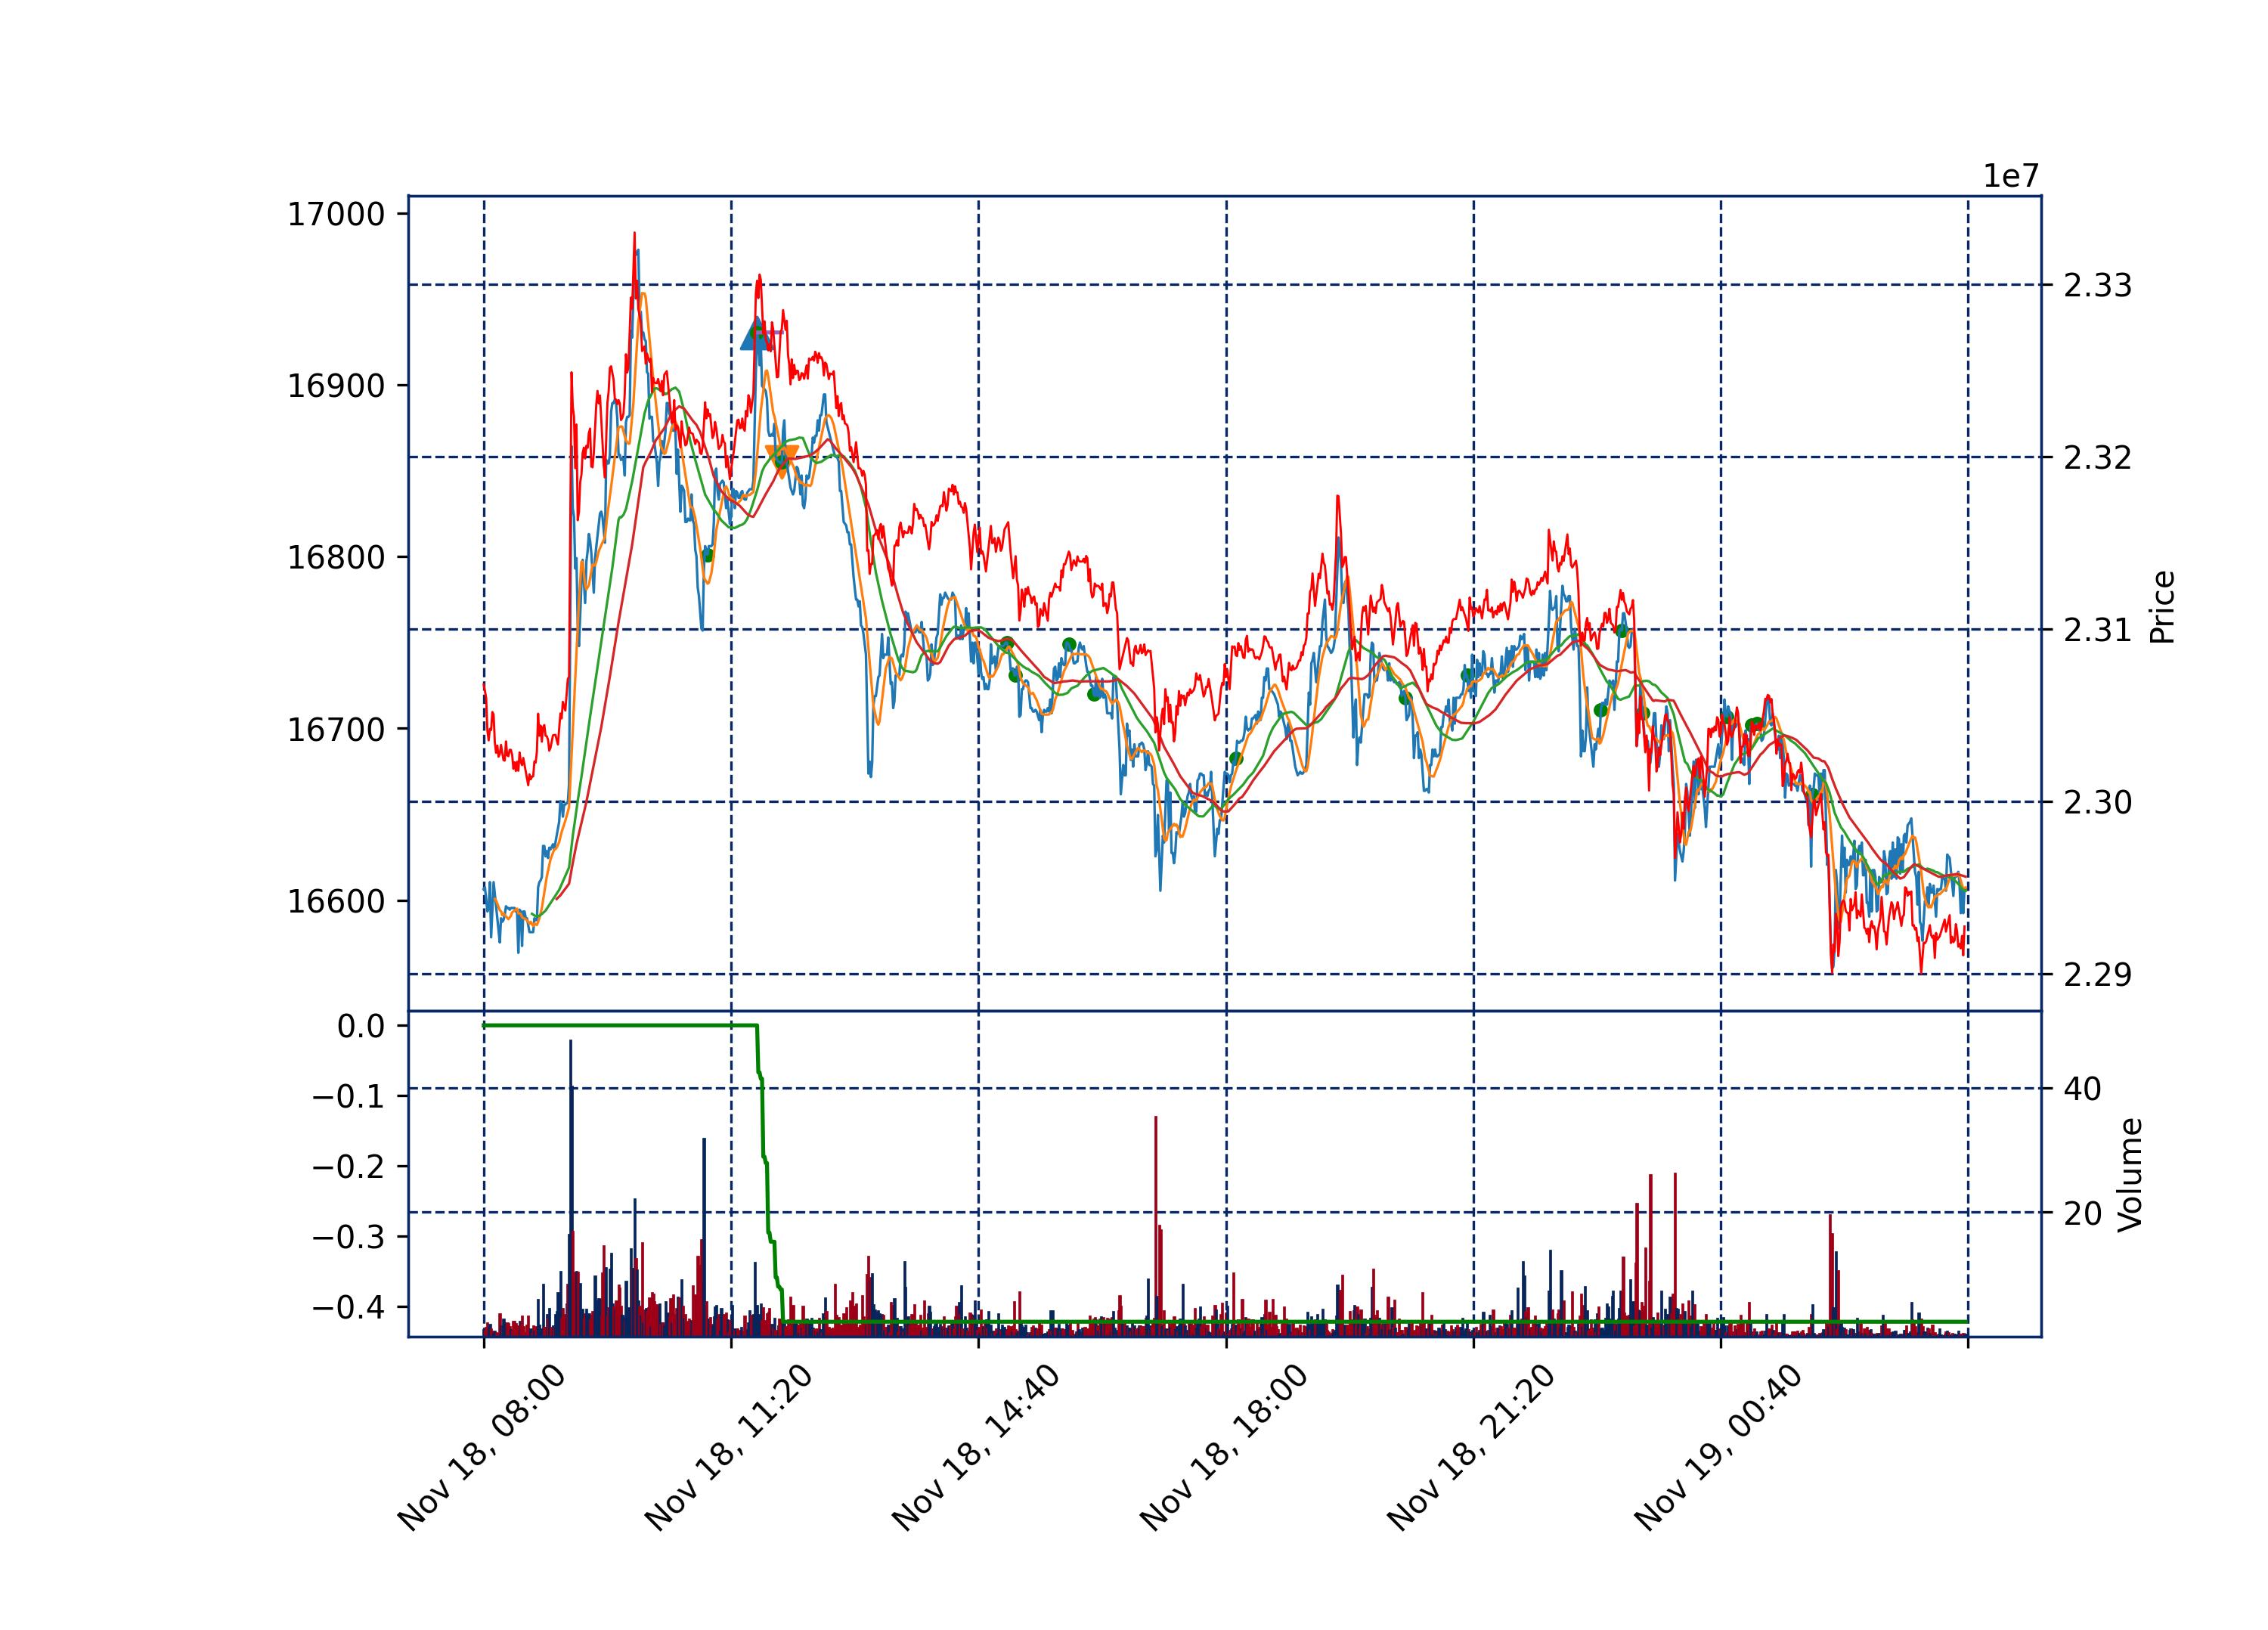 1e7
17000
16900
16800
16700
16600
2.33
2.32
2.31
2.30
2.29
Price
0.0
−0.1
−0.2
−0.3
−0.4
40
20
Volume
Nov 18, 08:00
Nov 18, 11:20
Nov 18, 14:40
Nov 18, 18:00
Nov 18, 21:20
Nov 19, 00:40